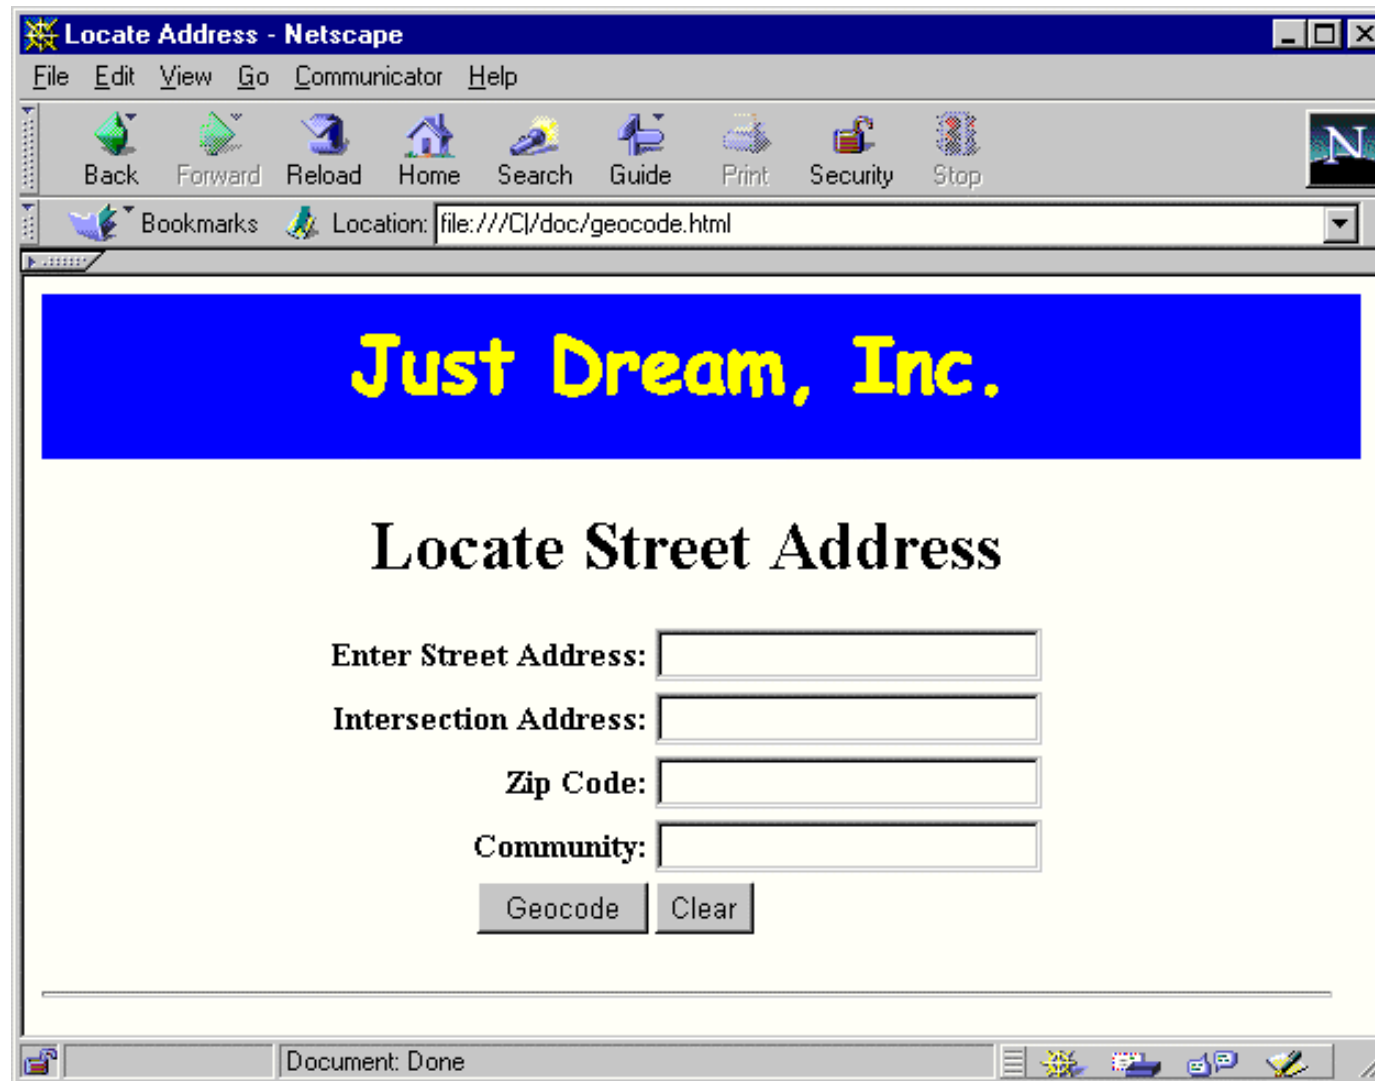 Locate Address - Netscape
File Edit View Go Communicator Help
Back Forward Reload Home Search Guide Print Security Stop
N
Bookmarks Location: file:///C|/doc/geocode.html
Just Dream, Inc.
Locate Street Address
Enter Street Address:
Intersection Address:
Zip Code:
Community:
Geocode Clear
Document: Done